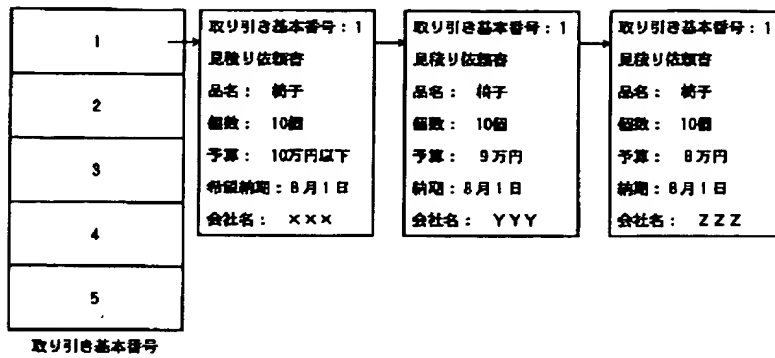 1
2
3
4
5
取り引き基本番号
取り引き基本番号：1
見積り依頼書
品名： 椅子
個数： 10個
予算： 10万円以下
希望納期：8月1日
会社名： ×××
取り引き基本番号：1
見積り依頼書
品名： 椅子
個数： 10個
予算： 9万円
納期：8月1日
会社名： YYY
取り引き基本番号：1
見積り依頼書
品名： 椅子
個数： 10個
予算： 8万円
納期：8月1日
会社名： ZZZ